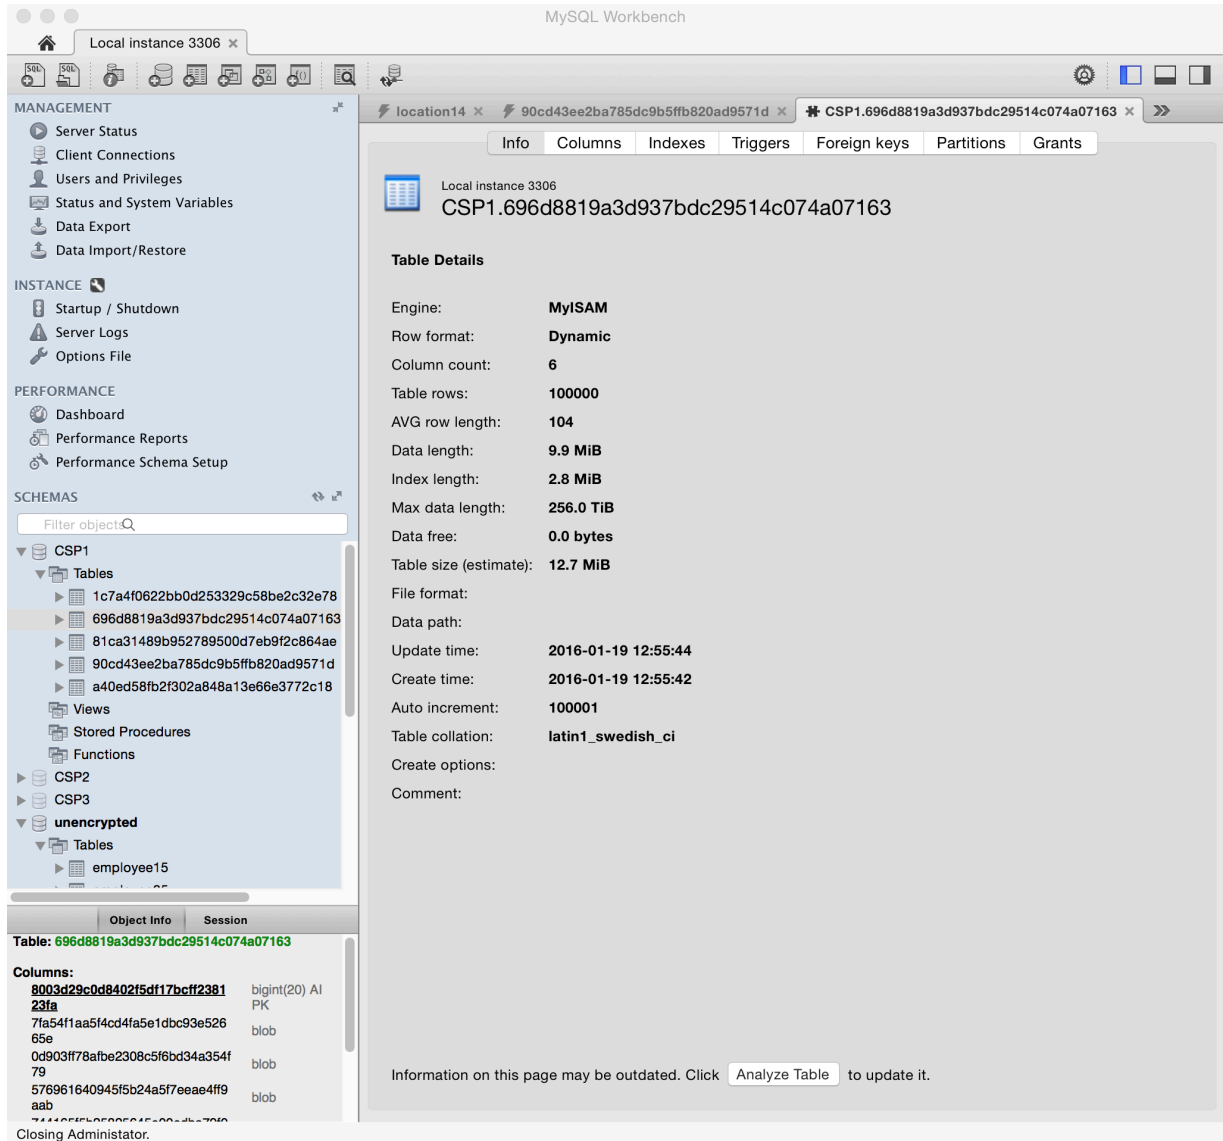 MySQL Workbench
Local instance 3306
MANAGEMENT
Server Status
Client Connections
Users and Privileges
Status and System Variables
Data Export
Data Import/Restore
INSTANCE
Startup / Shutdown
Server Logs
Options File
PERFORMANCE
Dashboard
Performance Reports
Performance Schema Setup
SCHEMAS
Filter objects
CSP1
Tables
1c7a4f0622bb0d253329c58be2c32e78
696d8819a3d937bdc29514c074a07163
81ca31489b952789500d7eb9f2c864ae
90cd43ee2ba785dc9b5ffb820ad9571d
a40ed58fb2f302a848a13e66e3772c18
Views
Stored Procedures
Functions
CSP2
CSP3
unencrypted
Tables
employee15
Object Info Session
Table: 696d8819a3d937bdc29514c074a07163
Columns:
8003d29c0d8402f5df17bcff2381 bigint(20) AI
23fa PK
7fa54f1aa5f4cd4fa5e1dbc93e526
65e blob
0d903ff78afbe2308c5f6bd34a354f
79 blob
576961640945f5b24a5f7eeae4ff9
aab blob
Closing Administator.
location14 90cd43ee2ba785dc9b5ffb820ad9571d CSP1.696d8819a3d937bdc29514c074a07163
Info Columns Indexes Triggers Foreign keys Partitions Grants
Local instance 3306
CSP1.696d8819a3d937bdc29514c074a07163
Table Details
Engine: MyISAM
Row format: Dynamic
Column count: 6
Table rows: 100000
AVG row length: 104
Data length: 9.9 MiB
Index length: 2.8 MiB
Max data length: 256.0 TiB
Data free: 0.0 bytes
Table size (estimate): 12.7 MiB
File format:
Data path:
Update time: 2016-01-19 12:55:44
Create time: 2016-01-19 12:55:42
Auto increment: 100001
Table collation: latin1_swedish_ci
Create options:
Comment:
Information on this page may be outdated. Click Analyze Table to update it.